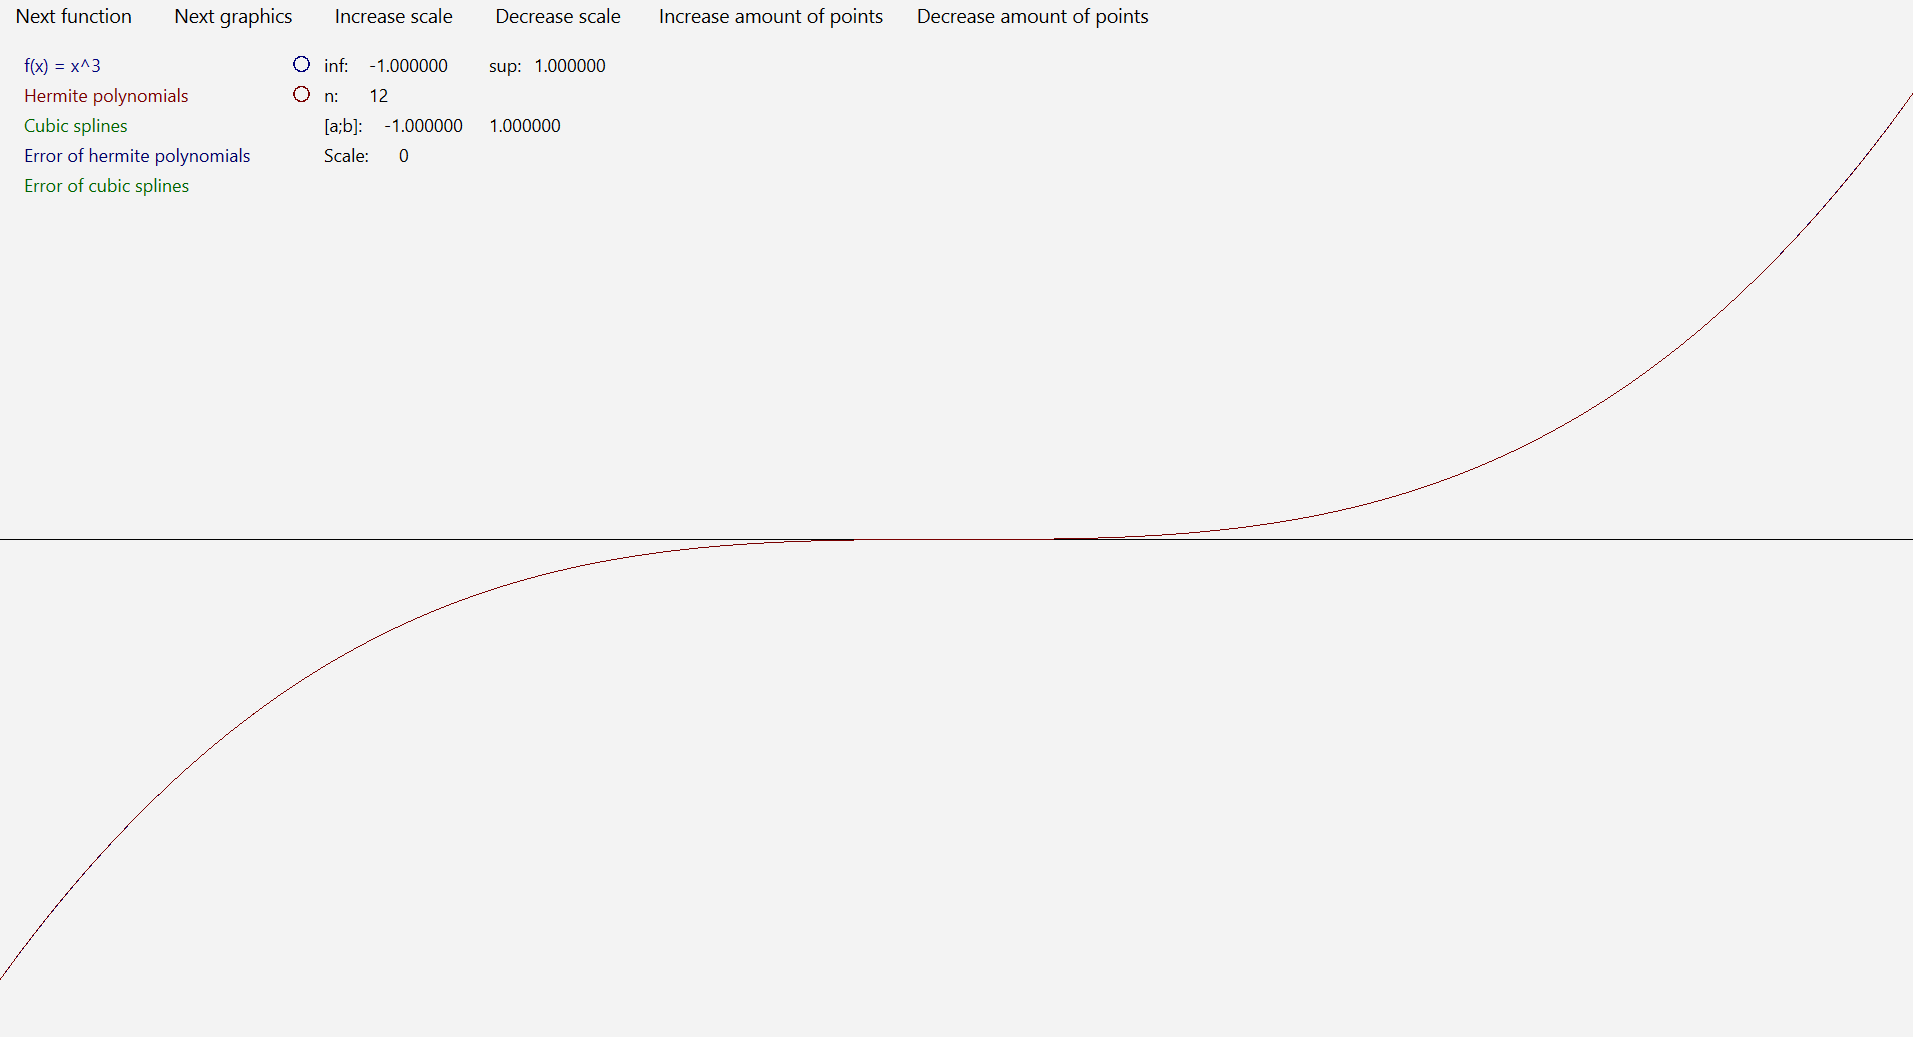 Next function Next graphics Increase scale Decrease scale Increase amount of points Decrease amount of points
f(x) = x^3 inf: -1.000000 sup: 1.000000
Hermite polynomials n: 12
Cubic splines [a;b]: -1.000000 1.000000
Error of hermite polynomials Scale: 0
Error of cubic splines